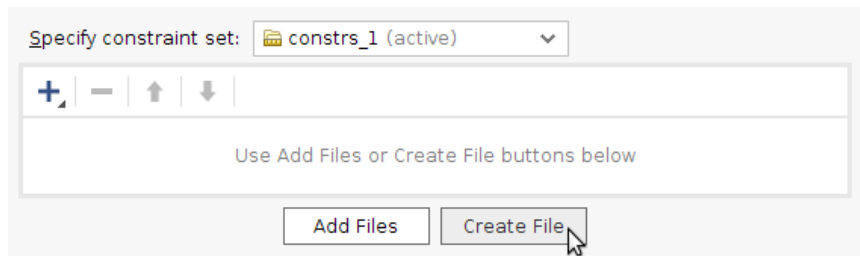 Specify constraint set: constrs_1 (active)
Use Add Files or Create File buttons below
Add Files Create File